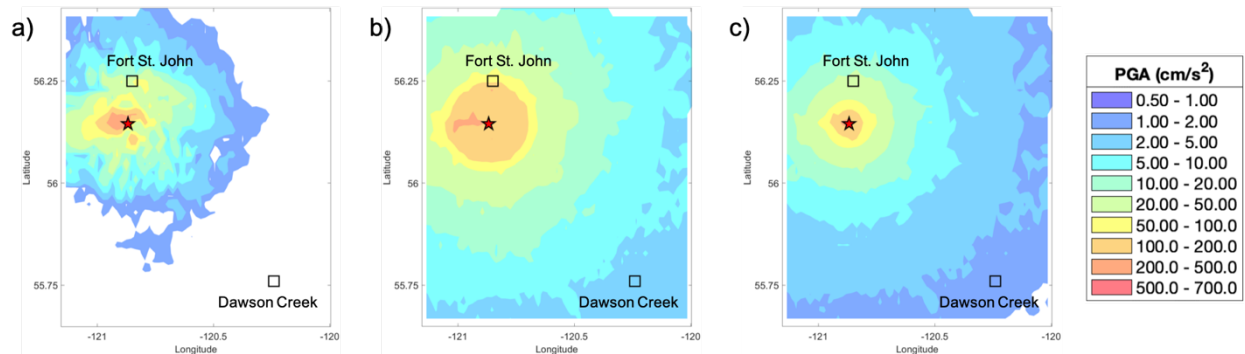 a)
Fort St. John
Dawson Creek
56.25
56
55.75
Latitude
-121
-120.5
-120
Longitude
b)
Fort St. John
Dawson Creek
56.25
56
55.75
Latitude
-121
-120.5
-120
Longitude
c)
Fort St. John
Dawson Creek
56.25
56
55.75
Latitude
-121
-120.5
-120
Longitude
PGA (cm/s²)
0.50 - 1.00
1.00 - 2.00
2.00 - 5.00
5.00 - 10.00
10.00 - 20.00
20.00 - 50.00
50.00 - 100.0
100.0 - 200.0
200.0 - 500.0
500.0 - 700.0